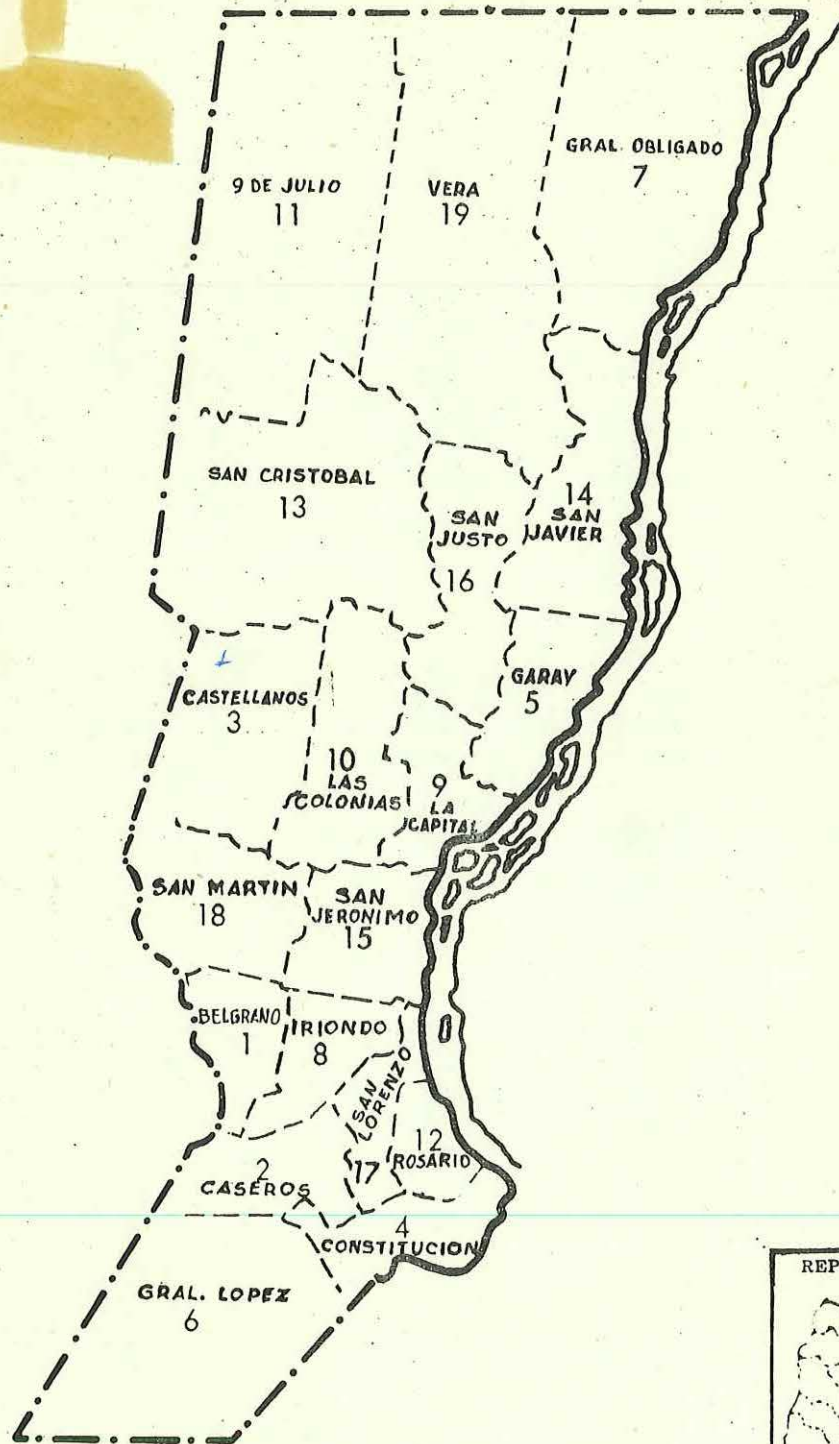 GRAL. OBLIGADO
7
9 DE JULIO
11
VERA
19
SAN CRISTOBAL
13
14
SAN
JAVIER
SAN
JUSTO
16
GARAY
5
CASTELLANOS
3
10
LAS
COLONIAS
9
LA
CAPITAL
SAN MARTIN
18
SAN
JERONIMO
15
BELGRANO
1
IRIONDO
8
SAN
LORENZO
17
12
ROSARIO
2
CASEROS
4
CONSTITUCION
GRAL. LOPEZ
6
REP